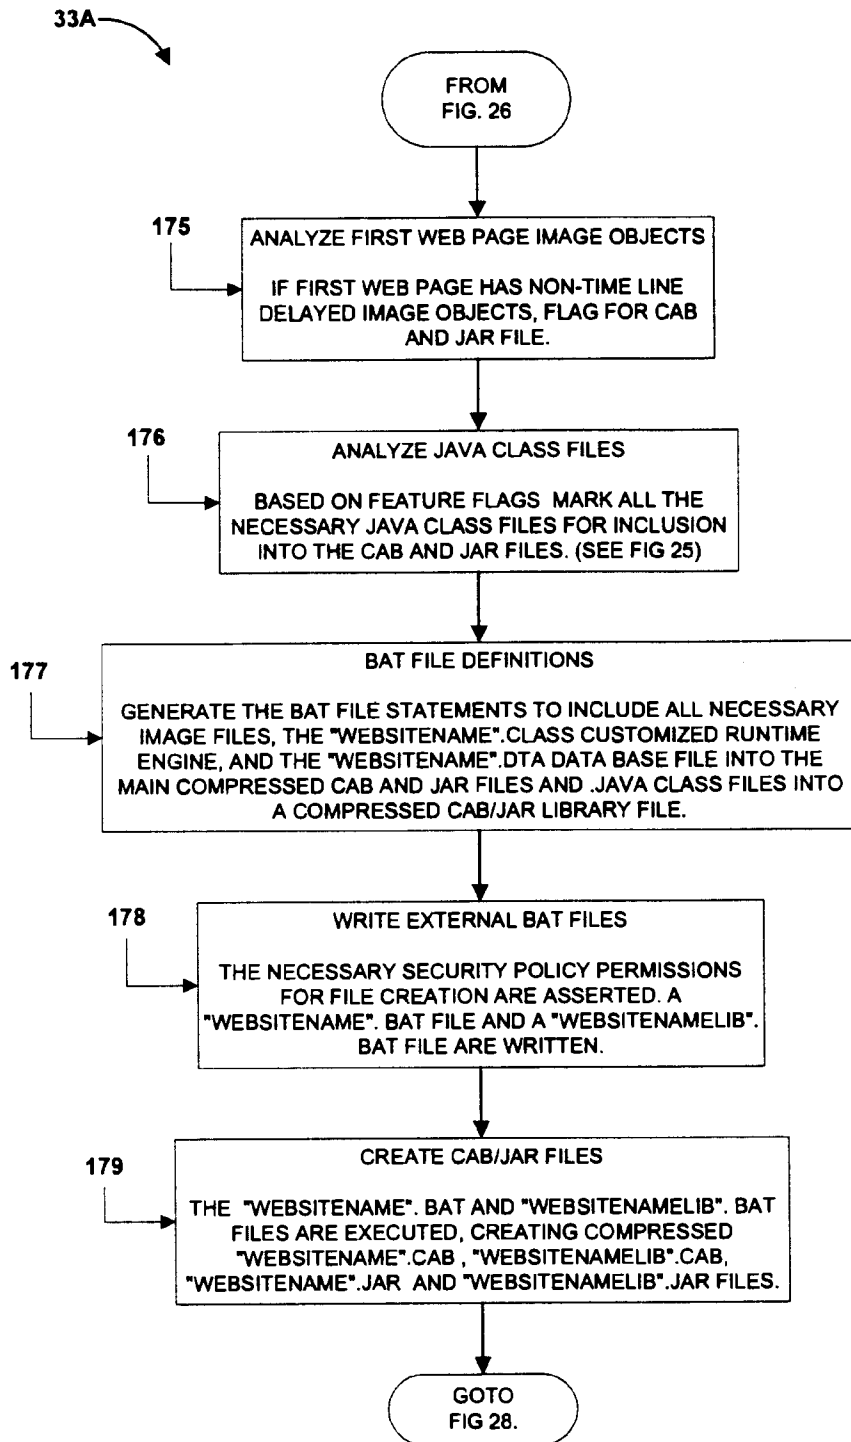 33A
FROM
FIG. 26
175
ANALYZE FIRST WEB PAGE IMAGE OBJECTS
IF FIRST WEB PAGE HAS NON-TIME LINE
DELAYED IMAGE OBJECTS, FLAG FOR CAB
AND JAR FILE.
176
ANALYZE JAVA CLASS FILES
BASED ON FEATURE FLAGS MARK ALL THE
NECESSARY JAVA CLASS FILES FOR INCLUSION
INTO THE CAB AND JAR FILES. (SEE FIG 25)
177
BAT FILE DEFINITIONS
GENERATE THE BAT FILE STATEMENTS TO INCLUDE ALL NECESSARY
IMAGE FILES, THE "WEBSITENAME".CLASS CUSTOMIZED RUNTIME
ENGINE, AND THE "WEBSITENAME".DTA DATA BASE FILE INTO THE
MAIN COMPRESSED CAB AND JAR FILES AND .JAVA CLASS FILES INTO
A COMPRESSED CAB/JAR LIBRARY FILE.
178
WRITE EXTERNAL BAT FILES
THE NECESSARY SECURITY POLICY PERMISSIONS
FOR FILE CREATION ARE ASSERTED. A
"WEBSITENAME". BAT FILE AND A "WEBSITENAMELIB".
BAT FILE ARE WRITTEN.
179
CREATE CAB/JAR FILES
THE "WEBSITENAME". BAT AND "WEBSITENAMELIB". BAT
FILES ARE EXECUTED, CREATING COMPRESSED
"WEBSITENAME".CAB , "WEBSITENAMELIB".CAB,
"WEBSITENAME".JAR AND "WEBSITENAMELIB".JAR FILES.
GOTO
FIG 28.